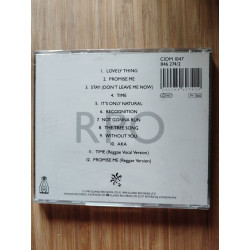 CIDM 1047
846 274/2
1. LOVELY THING
2. PROMISE ME
3. STAY (DON'T LEAVE ME NOW)
4. TIME
5. IT'S ONLY NATURAL
6. RECOGNITION
7. NOT GONNA RUN
8. THE TREE SONG
9. WITHOUT YOU
10. AKA
11. TIME (Reggae Vocal Version)
12. PROMISE ME (Reggae Version)